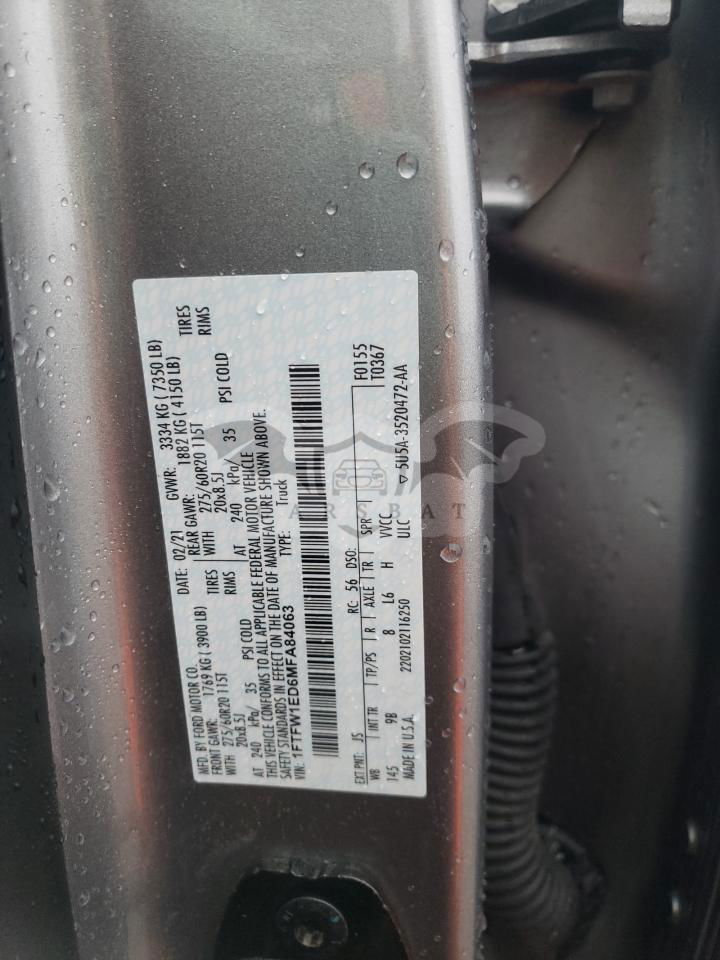 MFD. BY FORD MOTOR CO.
DATE: 02/21
GVWR: 3334 KG ( 7350 LB)
FRONT GAWR: 1769 KG ( 3900 LB)
REAR GAWR: 1882 KG ( 4150 LB)
WITH 275/60R20 115T TIRES
WITH 275/60R20 115T TIRES
20x8.5J RIMS
20x8.5J RIMS
AT 240 kPa/ 35 PSI COLD
AT 240 kPa/ 35 PSI COLD
THIS VEHICLE CONFORMS TO ALL APPLICABLE FEDERAL MOTOR VEHICLE
SAFETY STANDARDS IN EFFECT ON THE DATE OF MANUFACTURE SHOWN ABOVE.
VIN: 1FTFW1ED6MFA84063
TYPE: Truck
F0155
T0367
EXT PNT: JS RC: 56 DSO:
WB INT TR TP/PS R AXLE TR SPR
145 9B 8 L6 H VVCC
MADE IN U.S.A. 2202102116250 ULC
▽ 5U5A-3520472-AA
ARSBAT